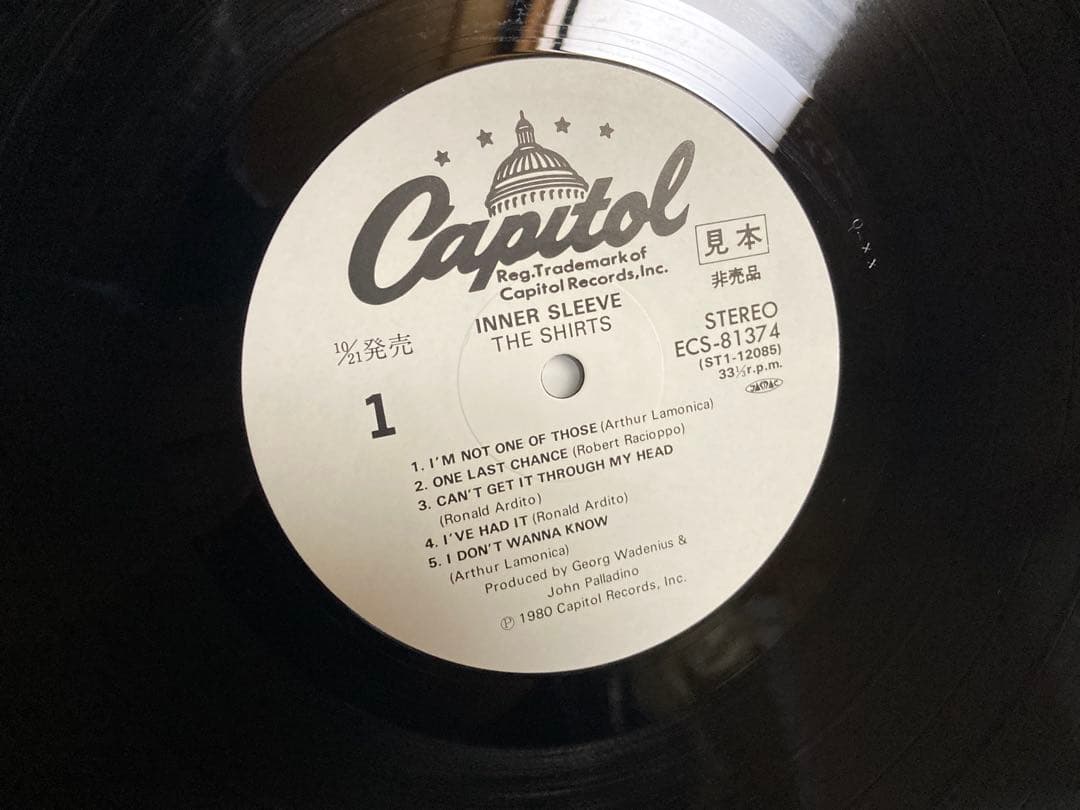 Capitol
Reg.Trademark of
Capitol Records,Inc.
見本
非売品
INNER SLEEVE
THE SHIRTS
10/21発売
STEREO
ECS-81374
(ST1-12085)
33⅓r.p.m.
JASRAC
1
1. I'M NOT ONE OF THOSE (Arthur Lamonica)
2. ONE LAST CHANCE (Robert Racioppo)
3. CAN'T GET IT THROUGH MY HEAD
(Ronald Ardito)
4. I'VE HAD IT (Ronald Ardito)
5. I DON'T WANNA KNOW
(Arthur Lamonica)
Produced by Georg Wadenius &
John Palladino
Ⓟ 1980 Capitol Records, Inc.